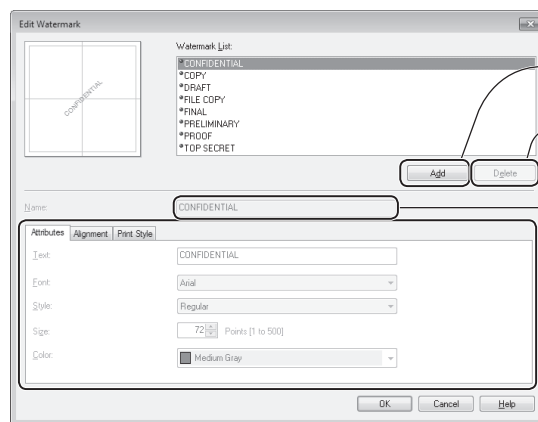 Edit Watermark
Watermark List:
CONFIDENTIAL
CONFIDENTIAL
COPY
DRAFT
FILE COPY
FINAL
PRELIMINARY
PROOF
TOP SECRET
Add Delete
Name: CONFIDENTIAL
Attributes Alignment Print Style
Text: CONFIDENTIAL
Font: Arial
Style: Regular
Size: 72 Points [1 to 500]
Color: Medium Gray
OK Cancel Help